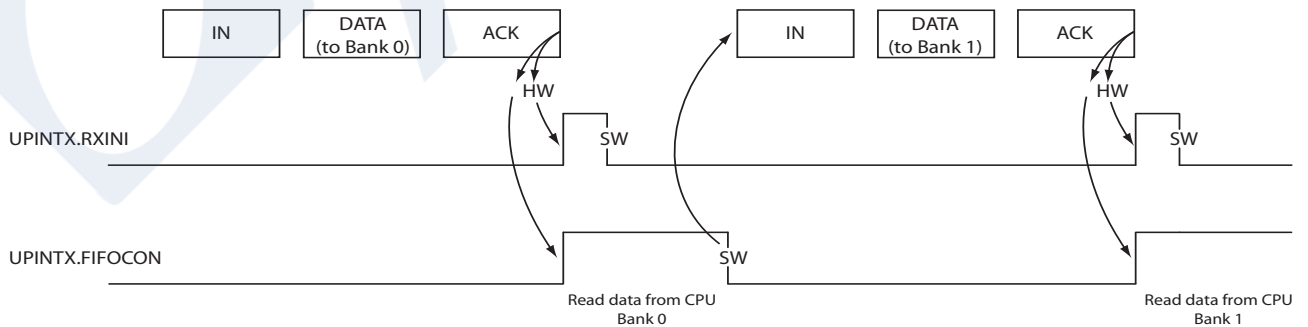 IN
DATA
(to Bank 0)
ACK
IN
DATA
(to Bank 1)
ACK
HW
HW
UPINTX.RXINI
SW
SW
UPINTX.FIFOCON
SW
Read data from CPU
Bank 0
Read data from CPU
Bank 1